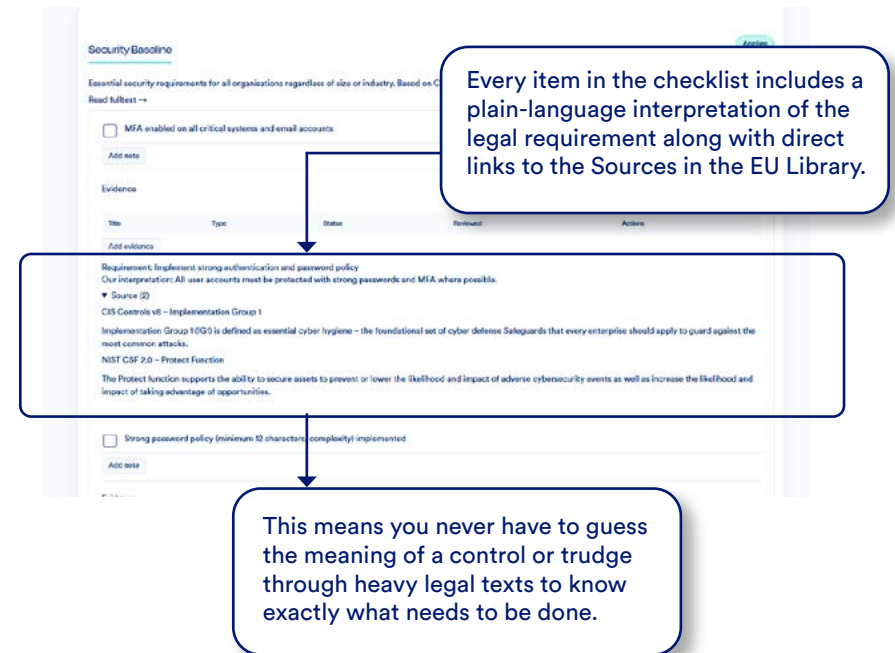 Security Baseline
Applies
Essential security requirements for all organisations regardless of size or industry. Based on C
Read fulltext →
MFA enabled on all critical systems and email accounts
Add note
Evidence
Title Type Status Reviewed Actions
Add evidence
Requirement: Implement strong authentication and password policy
Our interpretation: All user accounts must be protected with strong passwords and MFA where possible.
▼ Source (2)
CIS Controls v8 – Implementation Group 1
Implementation Group 1 (IG1) is defined as essential cyber hygiene – the foundational set of cyber defense Safeguards that every enterprise should apply to guard against the
most common attacks.
NIST CSF 2.0 – Protect Function
The Protect function supports the ability to secure assets to prevent or lower the likelihood and impact of adverse cybersecurity events as well as increase the likelihood and
impact of taking advantage of opportunities.
Strong password policy (minimum 12 characters, complexity) implemented
Add note
Every item in the checklist includes a
plain-language interpretation of the
legal requirement along with direct
links to the Sources in the EU Library.
This means you never have to guess
the meaning of a control or trudge
through heavy legal texts to know
exactly what needs to be done.